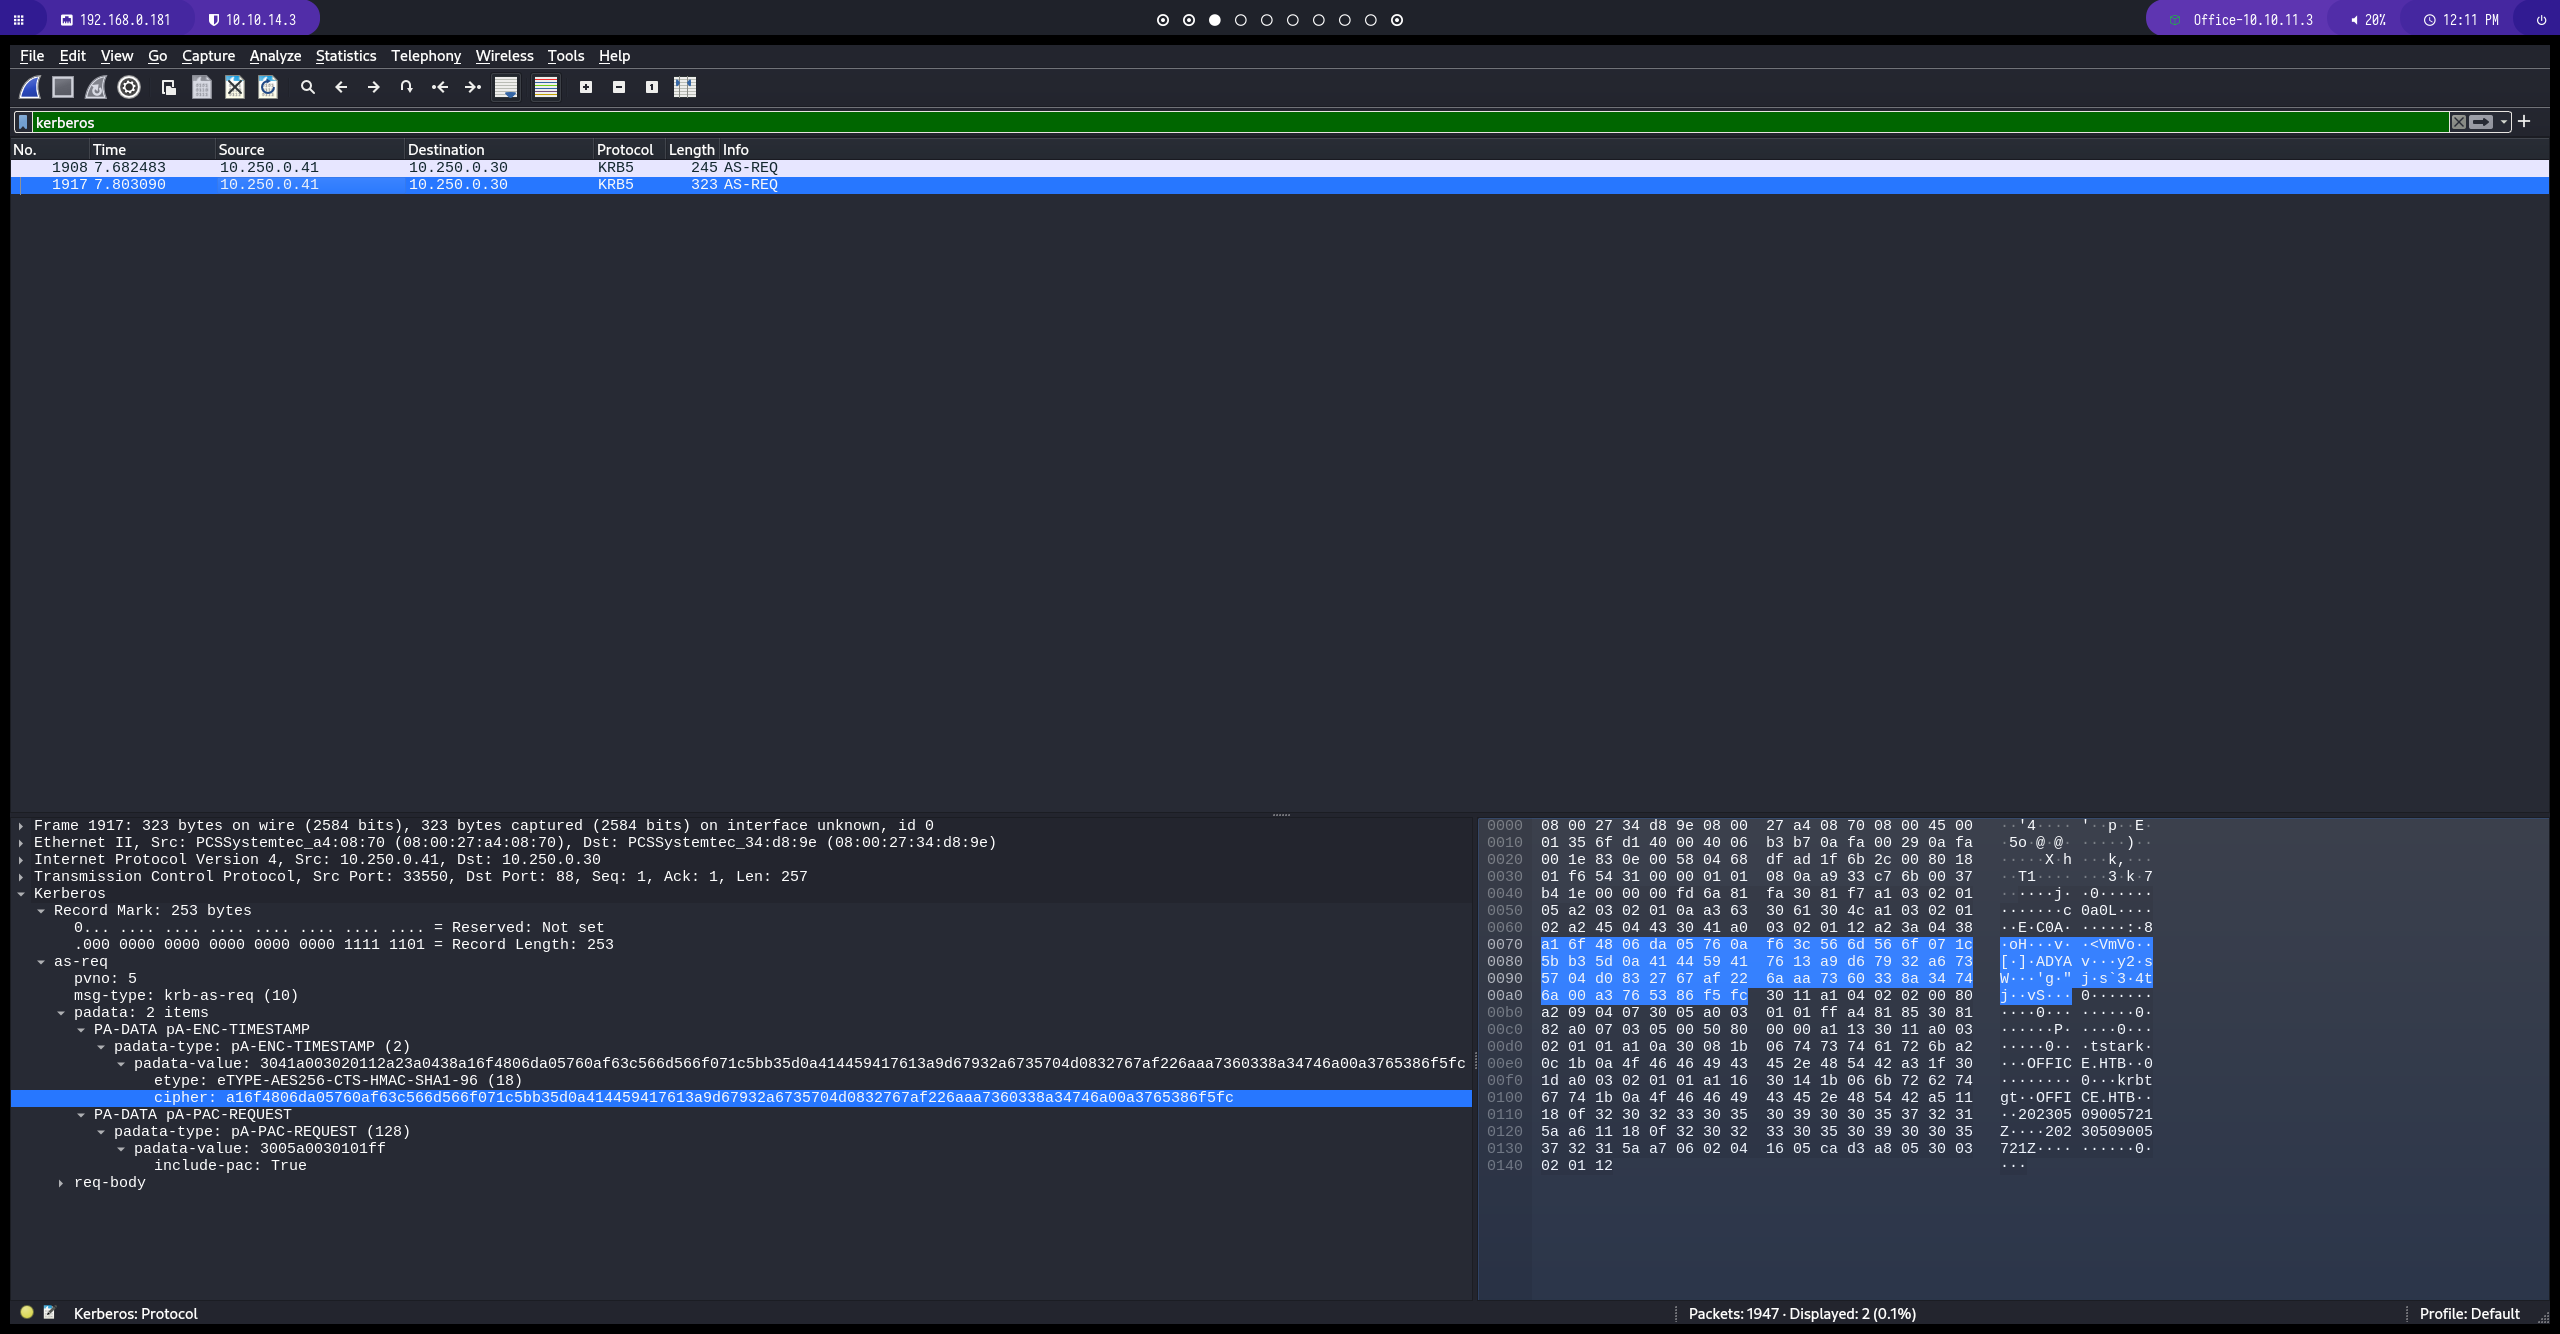 192.168.0.181 10.10.14.3 Office-10.10.11.3 20% 12:11 PM
File Edit View Go Capture Analyze Statistics Telephony Wireless Tools Help
kerberos
No. Time Source Destination Protocol Length Info
1908 7.682483 10.250.0.41 10.250.0.30 KRB5 245 AS-REQ
1917 7.803090 10.250.0.41 10.250.0.30 KRB5 323 AS-REQ
Frame 1917: 323 bytes on wire (2584 bits), 323 bytes captured (2584 bits) on interface unknown, id 0
Ethernet II, Src: PCSSystemtec_a4:08:70 (08:00:27:a4:08:70), Dst: PCSSystemtec_34:d8:9e (08:00:27:34:d8:9e)
Internet Protocol Version 4, Src: 10.250.0.41, Dst: 10.250.0.30
Transmission Control Protocol, Src Port: 33550, Dst Port: 88, Seq: 1, Ack: 1, Len: 257
Kerberos
Record Mark: 253 bytes
0... .... .... .... .... .... .... .... = Reserved: Not set
.000 0000 0000 0000 0000 0000 1111 1101 = Record Length: 253
as-req
pvno: 5
msg-type: krb-as-req (10)
padata: 2 items
PA-DATA pA-ENC-TIMESTAMP
padata-type: pA-ENC-TIMESTAMP (2)
padata-value: 3041a003020112a23a0438a16f4806da05760af63c566d566f071c5bb35d0a414459417613a9d67932a6735704d0832767af226aaa7360338a34746a00a3765386f5fc
etype: eTYPE-AES256-CTS-HMAC-SHA1-96 (18)
cipher: a16f4806da05760af63c566d566f071c5bb35d0a414459417613a9d67932a6735704d0832767af226aaa7360338a34746a00a3765386f5fc
PA-DATA pA-PAC-REQUEST
padata-type: pA-PAC-REQUEST (128)
padata-value: 3005a0030101ff
include-pac: True
req-body
0000 08 00 27 34 d8 9e 08 00 27 a4 08 70 08 00 45 00 ··'4···· '··p··E·
0010 01 35 6f d1 40 00 40 06 b3 b7 0a fa 00 29 0a fa ·5o·@·@· ·····)··
0020 00 1e 83 0e 00 58 04 68 df ad 1f 6b 2c 00 80 18 ·····X·h ···k,···
0030 01 f6 54 31 00 00 01 01 08 0a a9 33 c7 6b 00 37 ··T1···· ···3·k·7
0040 b4 1e 00 00 00 fd 6a 81 fa 30 81 f7 a1 03 02 01 ······j· ·0······
0050 05 a2 03 02 01 0a a3 63 30 61 30 4c a1 03 02 01 ·······c 0a0L····
0060 02 a2 45 04 43 30 41 a0 03 02 01 12 a2 3a 04 38 ··E·C0A· ·····:·8
0070 a1 6f 48 06 da 05 76 0a f6 3c 56 6d 56 6f 07 1c ·oH···v· ·<VmVo··
0080 5b b3 5d 0a 41 44 59 41 76 13 a9 d6 79 32 a6 73 [·]·ADYA v···y2·s
0090 57 04 d0 83 27 67 af 22 6a aa 73 60 33 8a 34 74 W···'g·" j·s`3·4t
00a0 6a 00 a3 76 53 86 f5 fc 30 11 a1 04 02 02 00 80 j··vS··· 0·······
00b0 a2 09 04 07 30 05 a0 03 01 01 ff a4 81 85 30 81 ····0··· ······0·
00c0 82 a0 07 03 05 00 50 80 00 00 a1 13 30 11 a0 03 ······P· ····0···
00d0 02 01 01 a1 0a 30 08 1b 06 74 73 74 61 72 6b a2 ·····0·· ·tstark·
00e0 0c 1b 0a 4f 46 46 49 43 45 2e 48 54 42 a3 1f 30 ···OFFIC E.HTB··0
00f0 1d a0 03 02 01 01 a1 16 30 14 1b 06 6b 72 62 74 ········ 0···krbt
0100 67 74 1b 0a 4f 46 46 49 43 45 2e 48 54 42 a5 11 gt··OFFI CE.HTB··
0110 18 0f 32 30 32 33 30 35 30 39 30 30 35 37 32 31 ··202305 09005721
0120 5a a6 11 18 0f 32 30 32 33 30 35 30 39 30 30 35 Z····202 30509005
0130 37 32 31 5a a7 06 02 04 16 05 ca d3 a8 05 30 03 721Z···· ······0·
0140 02 01 12 ···
Kerberos: Protocol Packets: 1947 · Displayed: 2 (0.1%) Profile: Default